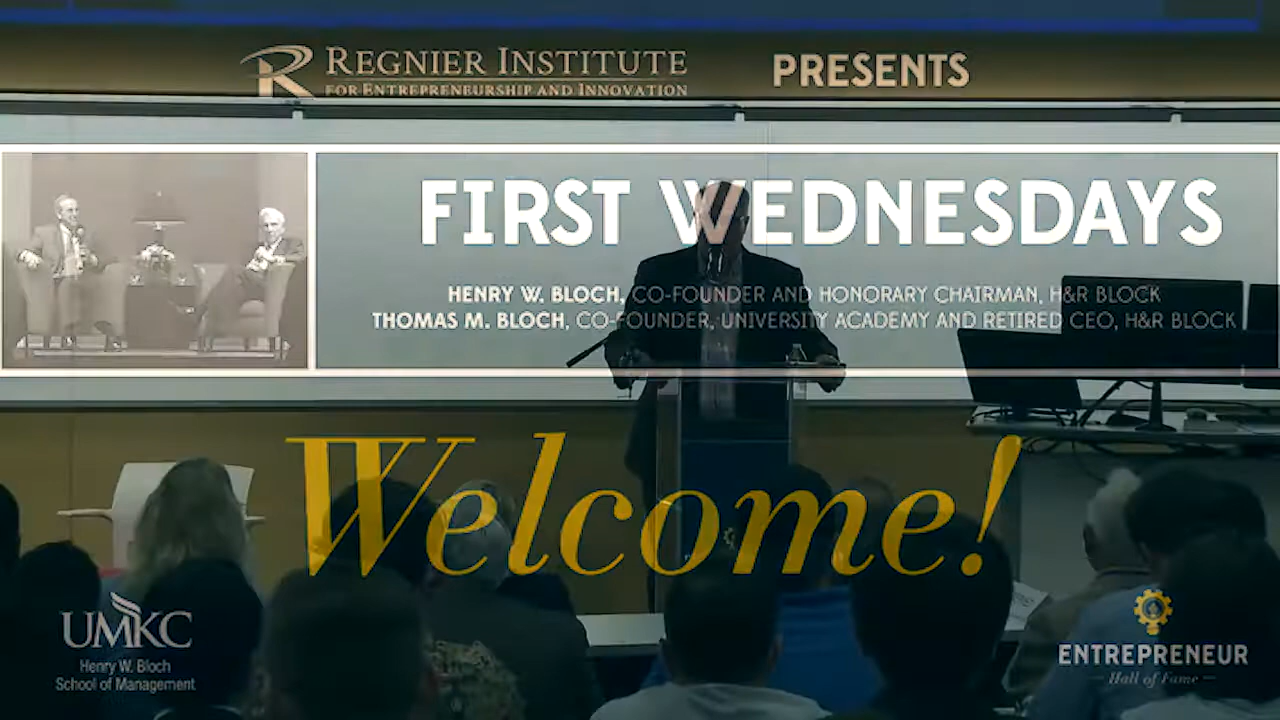 REGNIER INSTITUTE
FOR ENTREPRENEURSHIP AND INNOVATION
PRESENTS
FIRST WEDNESDAYS
HENRY W. BLOCH, CO-FOUNDER AND HONORARY CHAIRMAN, H&R BLOCK
THOMAS M. BLOCH, CO-FOUNDER, UNIVERSITY ACADEMY AND RETIRED CEO, H&R BLOCK
Welcome!
UMKC
Henry W. Bloch
School of Management
ENTREPRENEUR
Hall of Fame